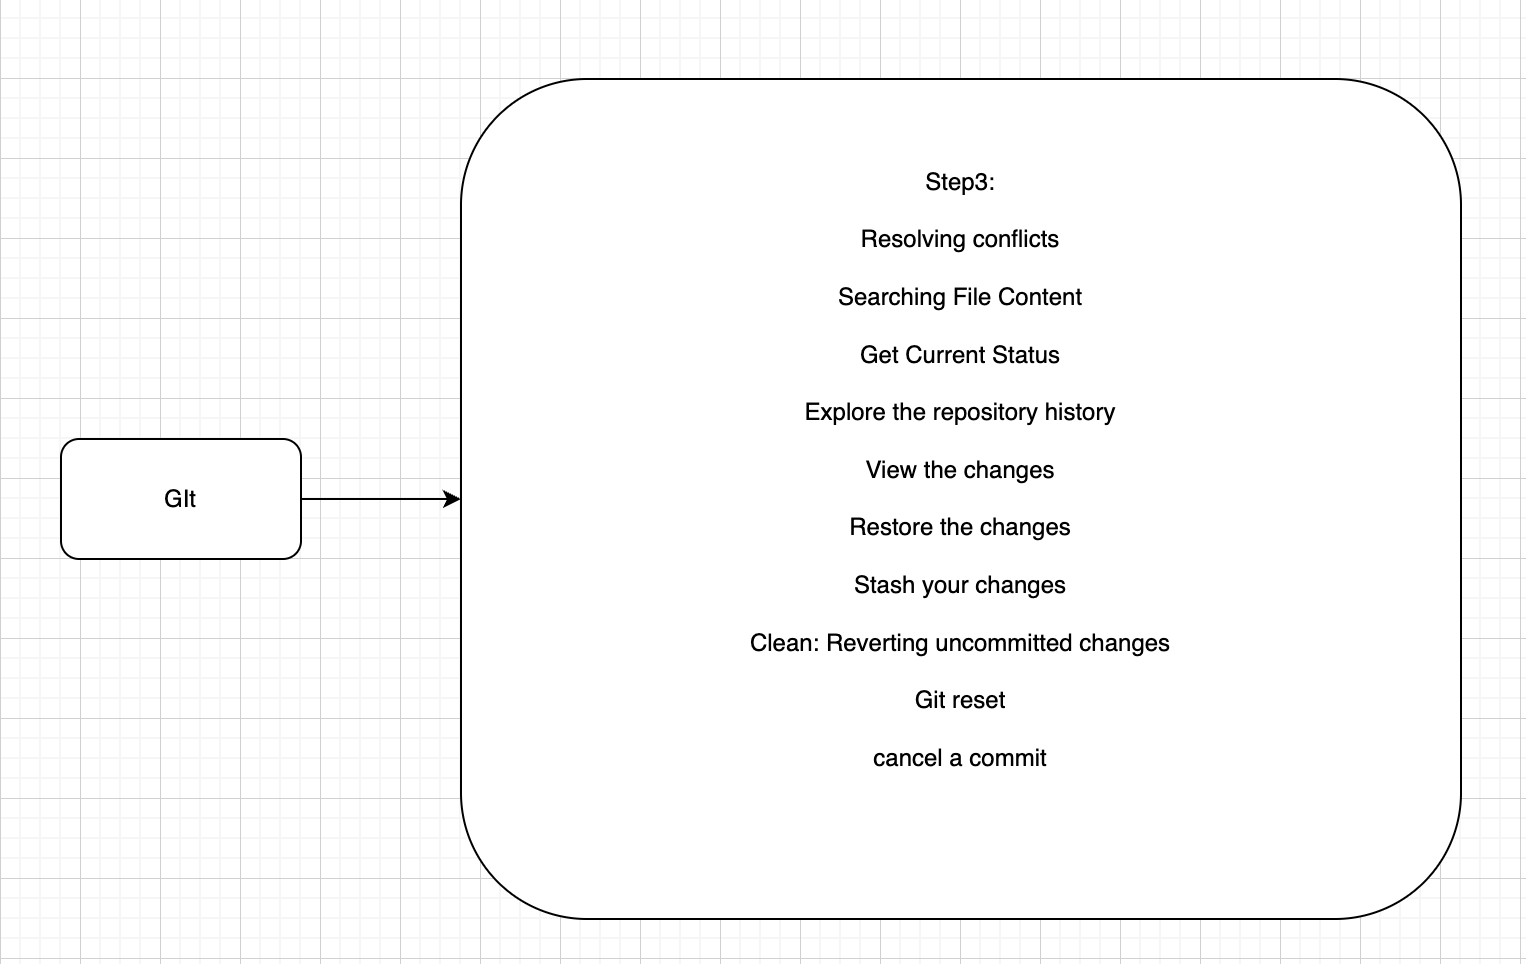 GIt
Step3:
Resolving conflicts
Searching File Content
Get Current Status
Explore the repository history
View the changes
Restore the changes
Stash your changes
Clean: Reverting uncommitted changes
Git reset
cancel a commit